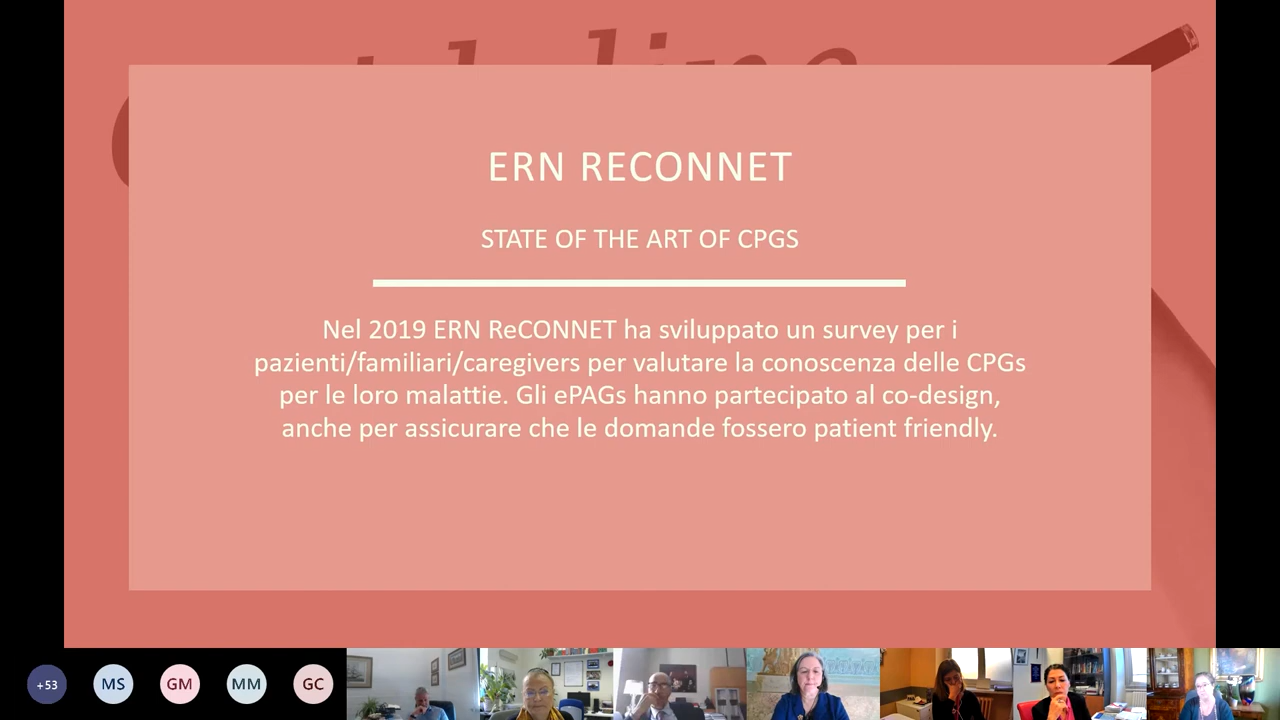 ERN RECONNET
STATE OF THE ART OF CPGS
Nel 2019 ERN ReCONNET ha sviluppato un survey per i
pazienti/familiari/caregivers per valutare la conoscenza delle CPGs
per le loro malattie. Gli ePAGs hanno partecipato al co-design,
anche per assicurare che le domande fossero patient friendly.
+53
MS
GM
MM
GC